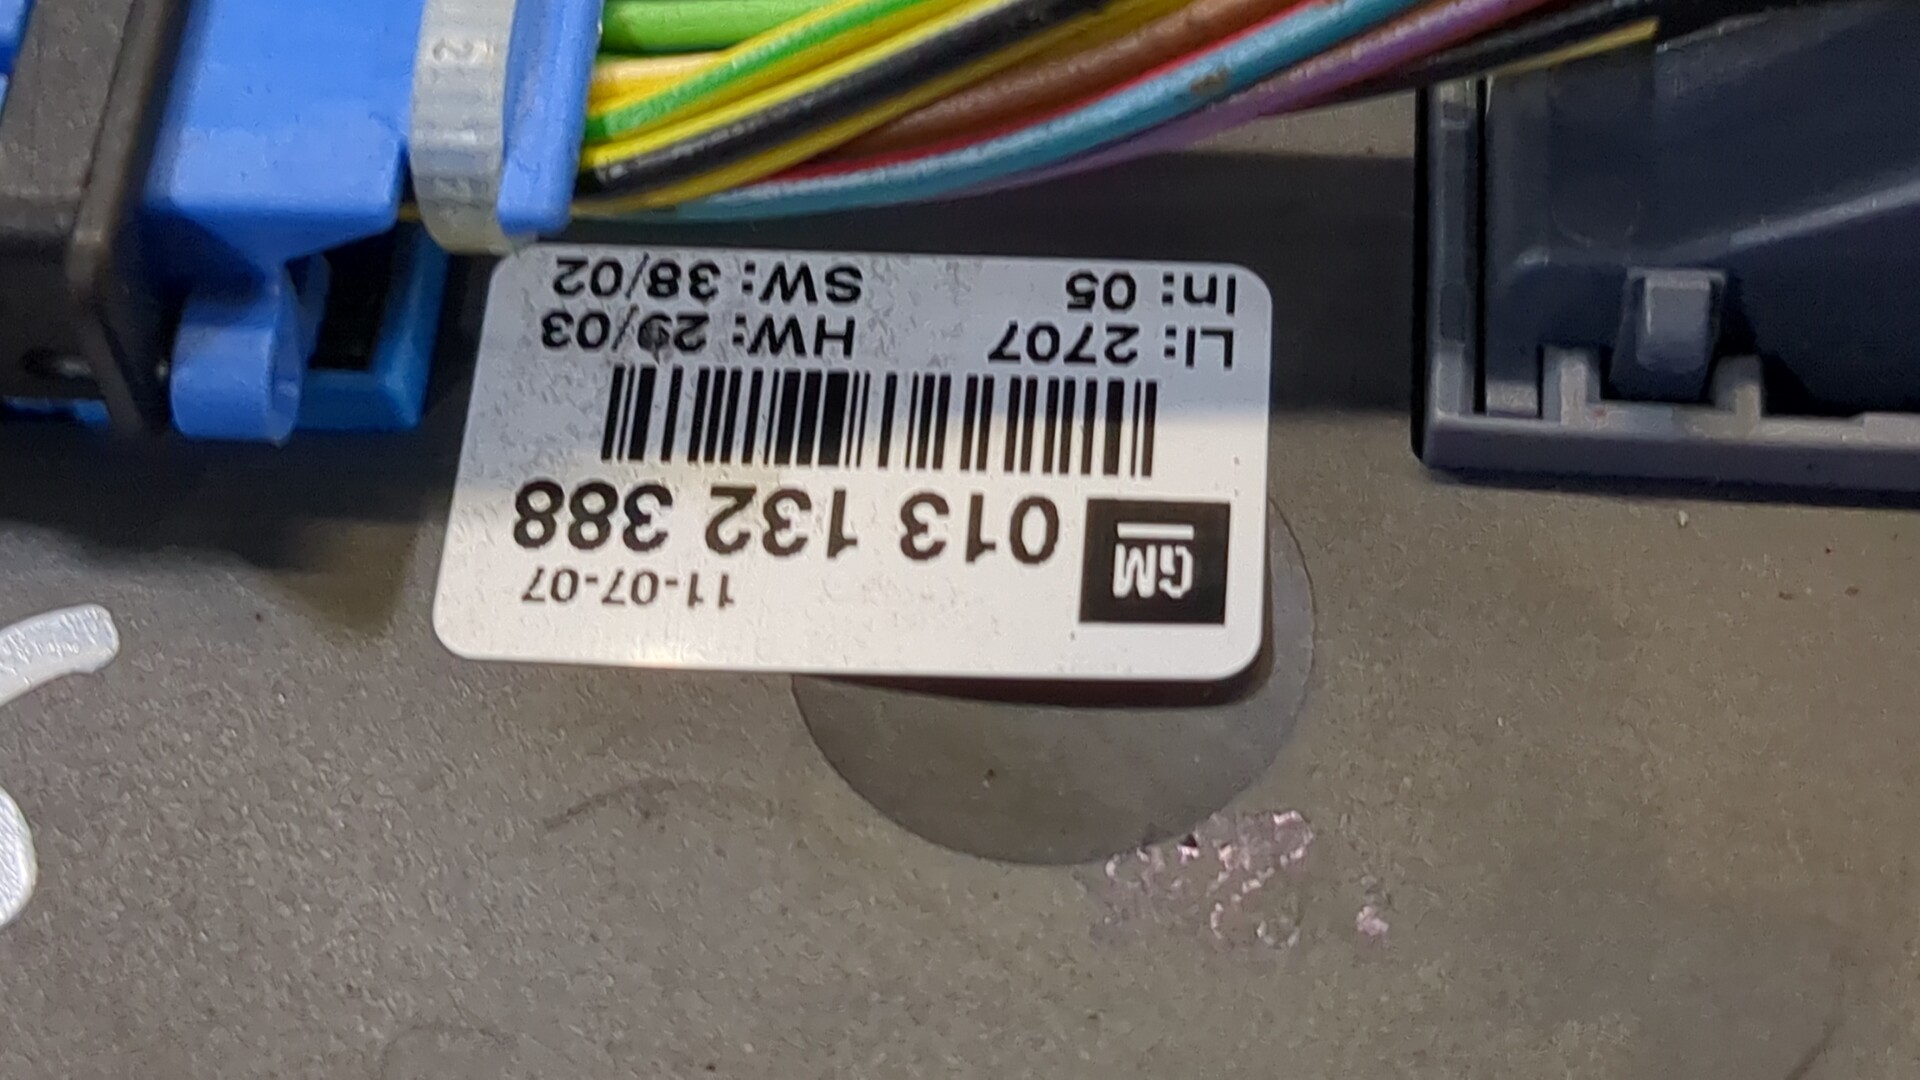 11-07-07
GM
013 132 388
LI: 2707 HW: 29/03
In: 05 SW: 38/02